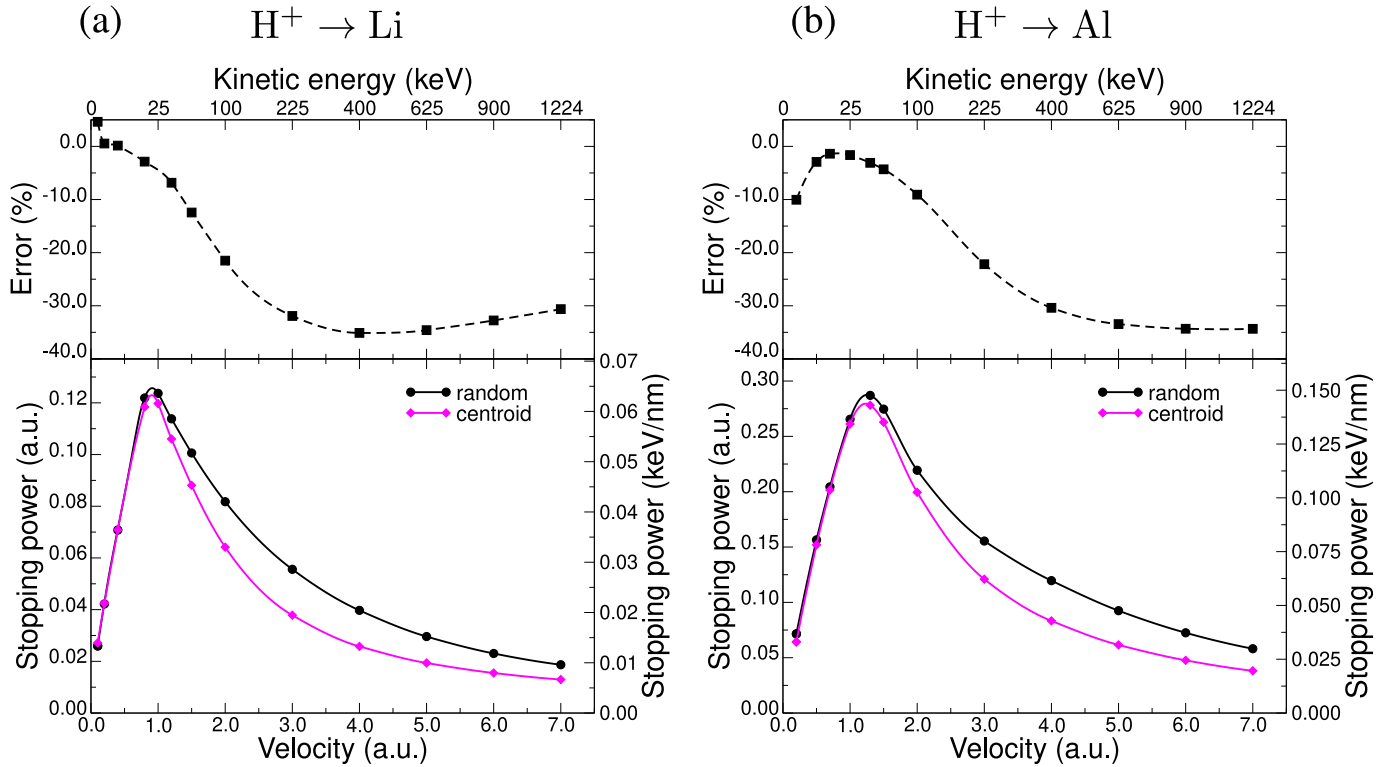 (a) H⁺ → Li
Kinetic energy (keV)
0 25 100 225 400 625 900 1224
Error (%)
0.0
-10.0
-20.0
-30.0
-40.0
Stopping power (a.u.)
0.12
0.10
0.08
0.06
0.04
0.02
0.00
random
centroid
0.07
0.06
0.05
0.04
0.03
0.02
0.01
0.00
Stopping power (keV/nm)
0.0 1.0 2.0 3.0 4.0 5.0 6.0 7.0
Velocity (a.u.)
(b) H⁺ → Al
Kinetic energy (keV)
0 25 100 225 400 625 900 1224
Error (%)
0.0
-10.0
-20.0
-30.0
-40.0
Stopping power (a.u.)
0.30
0.25
0.20
0.15
0.10
0.05
0.00
random
centroid
0.150
0.125
0.100
0.075
0.050
0.025
0.000
Stopping power (keV/nm)
0.0 1.0 2.0 3.0 4.0 5.0 6.0 7.0
Velocity (a.u.)